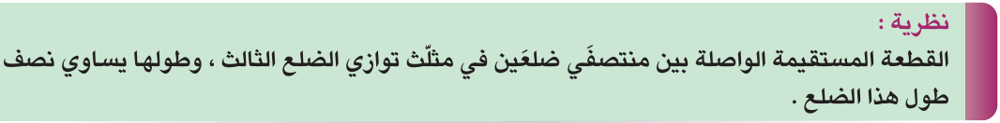 نظرية :
القطعة المستقيمة الواصلة بين منتصفَي ضلعَين في مثلّث توازي الضلع الثالث ، وطولها يساوي نصف
طول هذا الضلع .